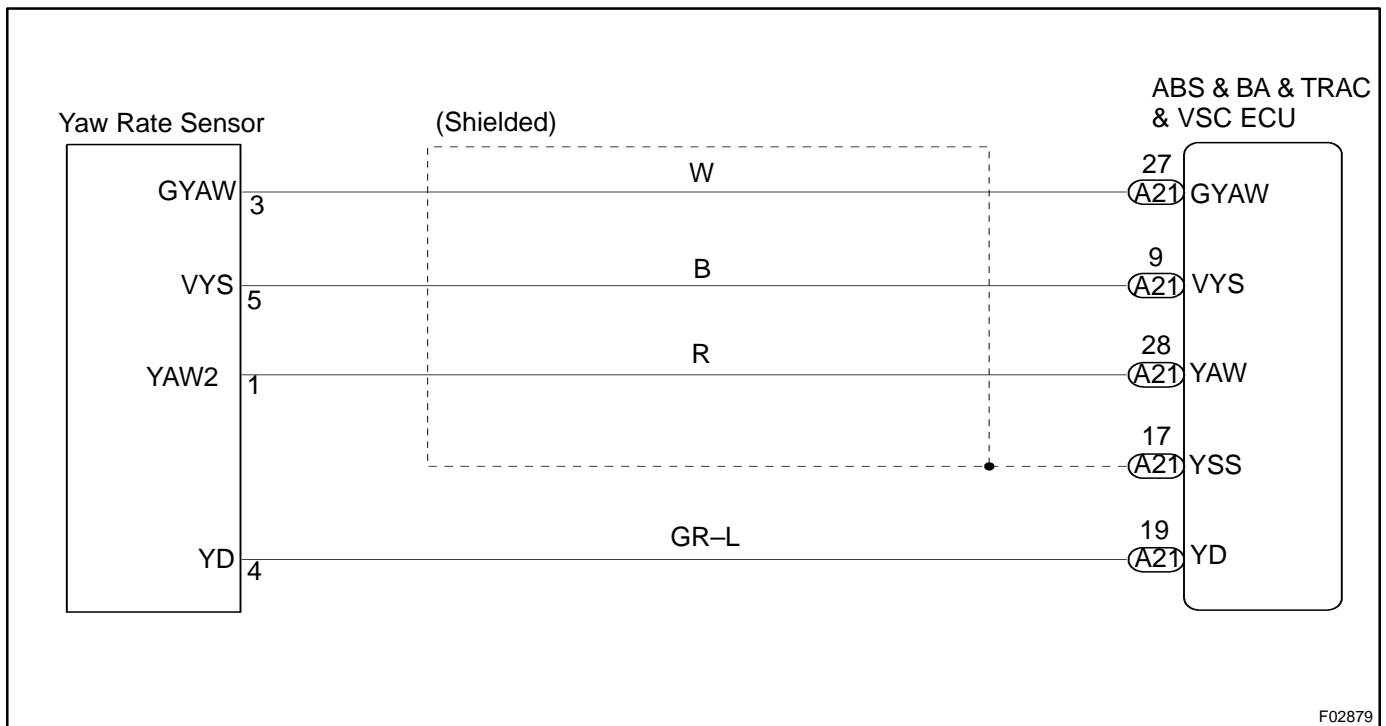 ABS & BA & TRAC
& VSC ECU
Yaw Rate Sensor
(Shielded)
GYAW
3
W
27
A21
GYAW
VYS
5
B
9
A21
VYS
YAW2
1
R
28
A21
YAW
17
A21
YSS
YD
4
GR–L
19
A21
YD
F02879